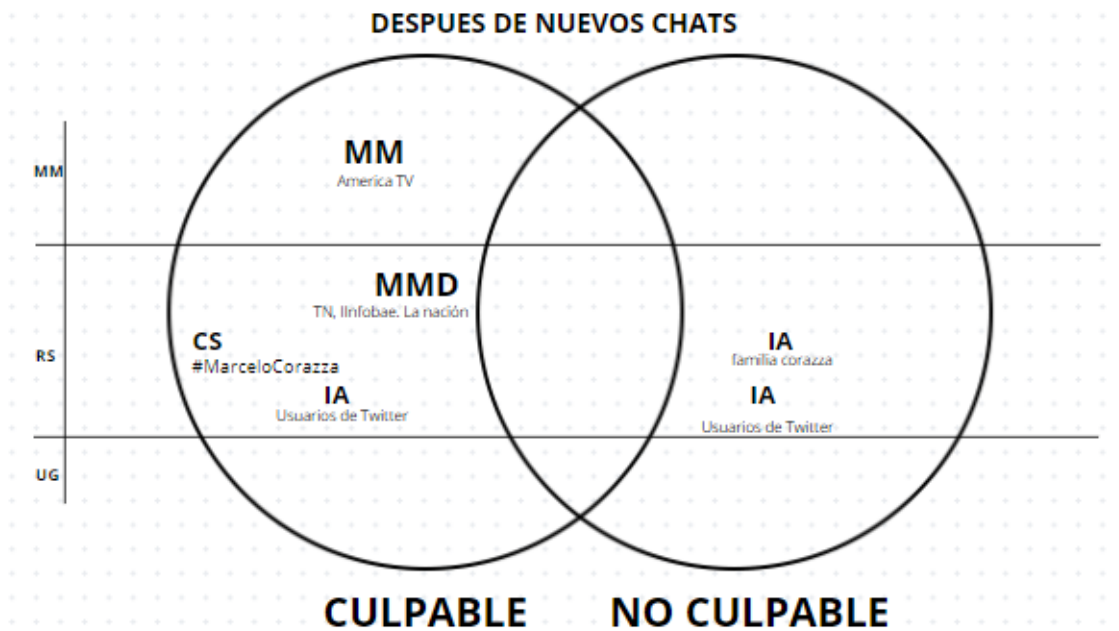 DESPUES DE NUEVOS CHATS
MM
MM
America TV
MMD
TN, IInfobae. La nación
CS
#MarceloCorazza
RS
IA
familia corazza
IA
Usuarios de Twitter
IA
Usuarios de Twitter
UG
CULPABLE
NO CULPABLE